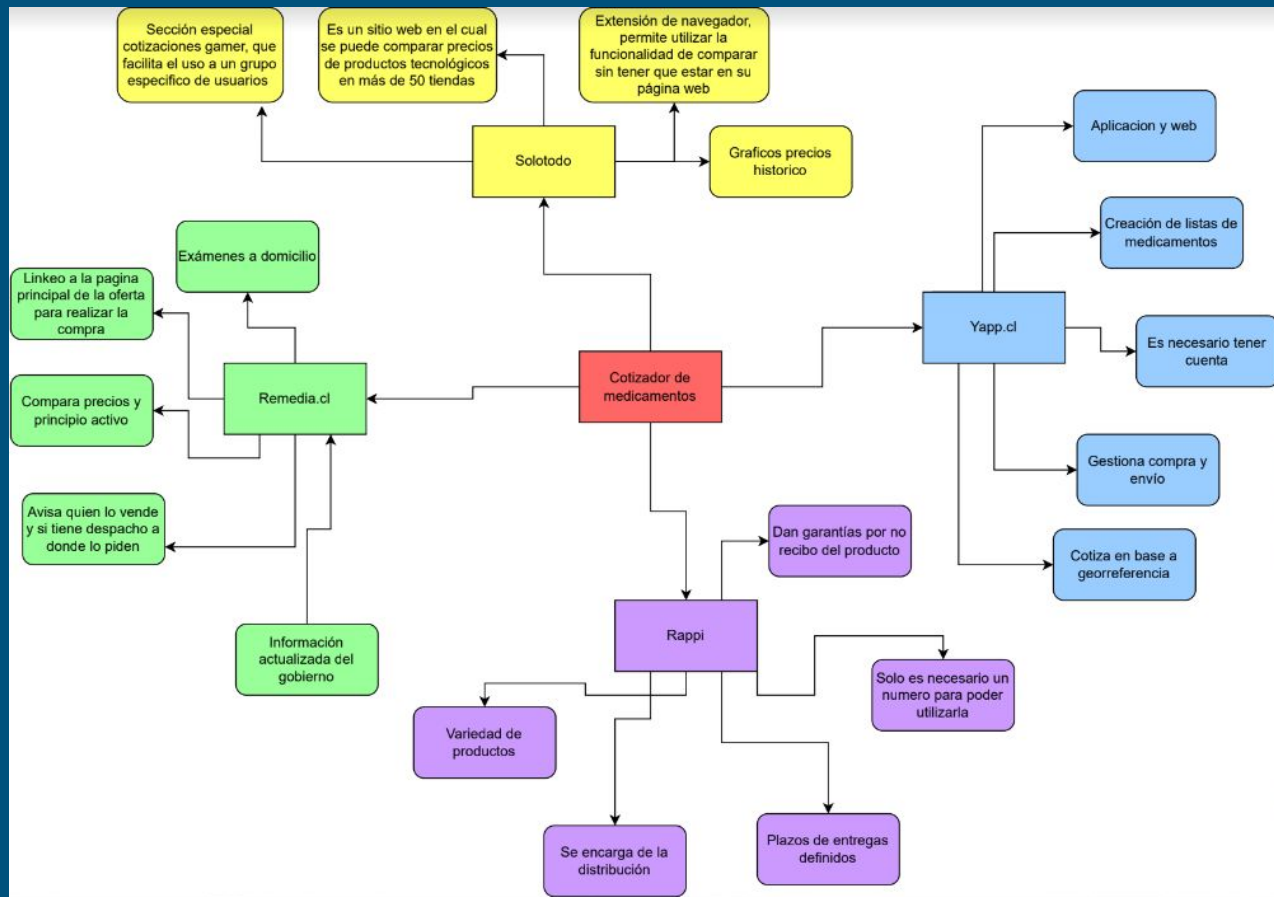 Sección especial
cotizaciones gamer, que
facilita el uso a un grupo
especifico de usuarios
Es un sitio web en el cual
se puede comparar precios
de productos tecnológicos
en más de 50 tiendas
Extensión de navegador,
permite utilizar la
funcionalidad de comparar
sin tener que estar en su
página web
Solotodo
Graficos precios
historico
Aplicacion y web
Creación de listas de
medicamentos
Yapp.cl
Es necesario tener
cuenta
Gestiona compra y
envío
Cotiza en base a
georreferencia
Exámenes a domicilio
Linkeo a la pagina
principal de la oferta
para realizar la
compra
Remedia.cl
Compara precios y
principio activo
Avisa quien lo vende
y si tiene despacho a
donde lo piden
Información
actualizada del
gobierno
Cotizador de
medicamentos
Dan garantías por no
recibo del producto
Rappi
Solo es necesario un
numero para poder
utilizarla
Variedad de
productos
Se encarga de la
distribución
Plazos de entregas
definidos